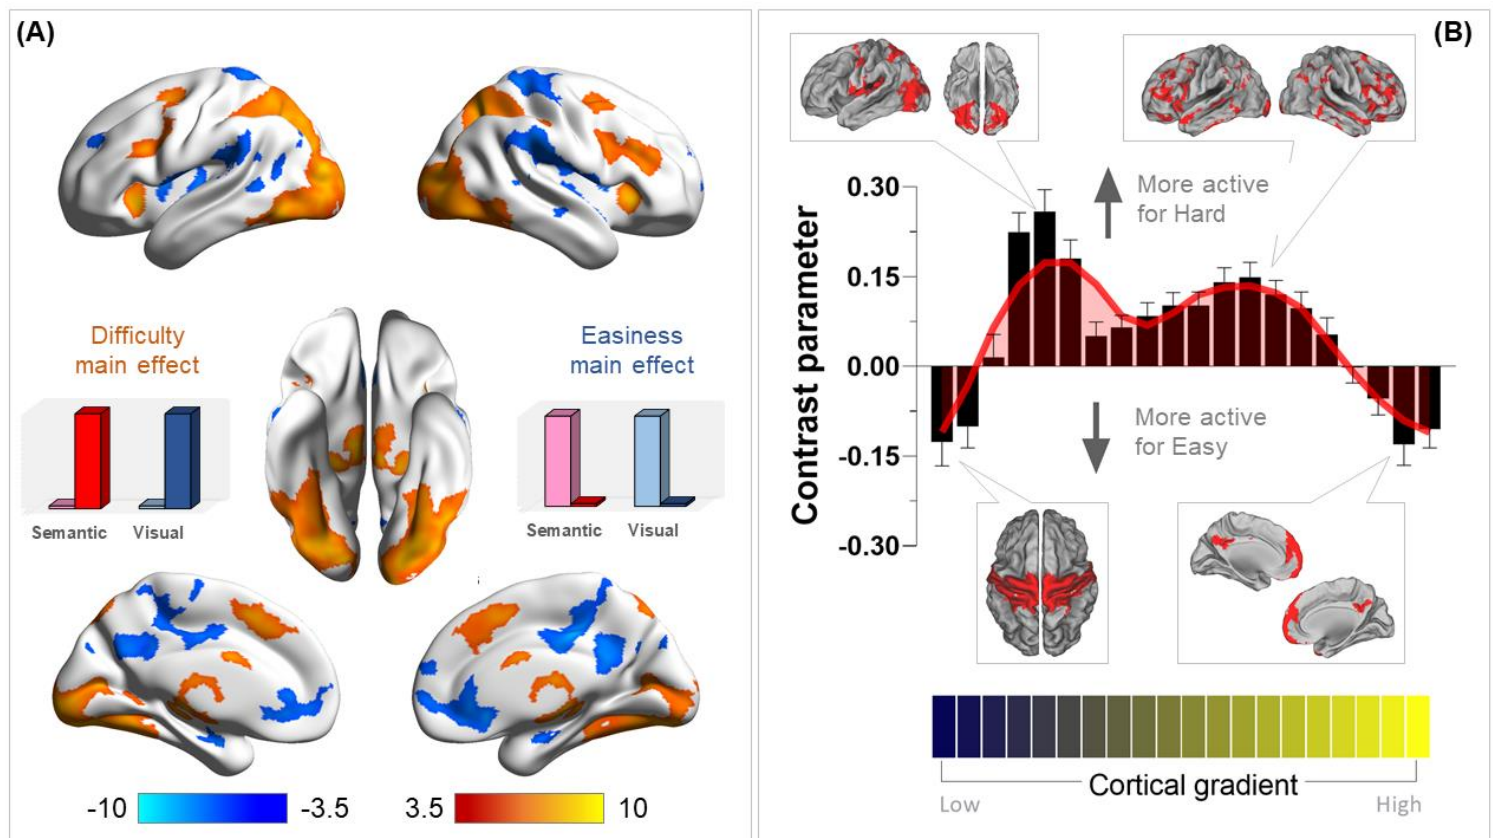 (A)
Difficulty
main effect
Semantic
Visual
Easiness
main effect
Semantic
Visual
-10
-3.5
3.5
10
(B)
More active
for Hard
0.30
0.15
0.00
-0.15
-0.30
Contrast parameter
More active
for Easy
Cortical gradient
Low
High